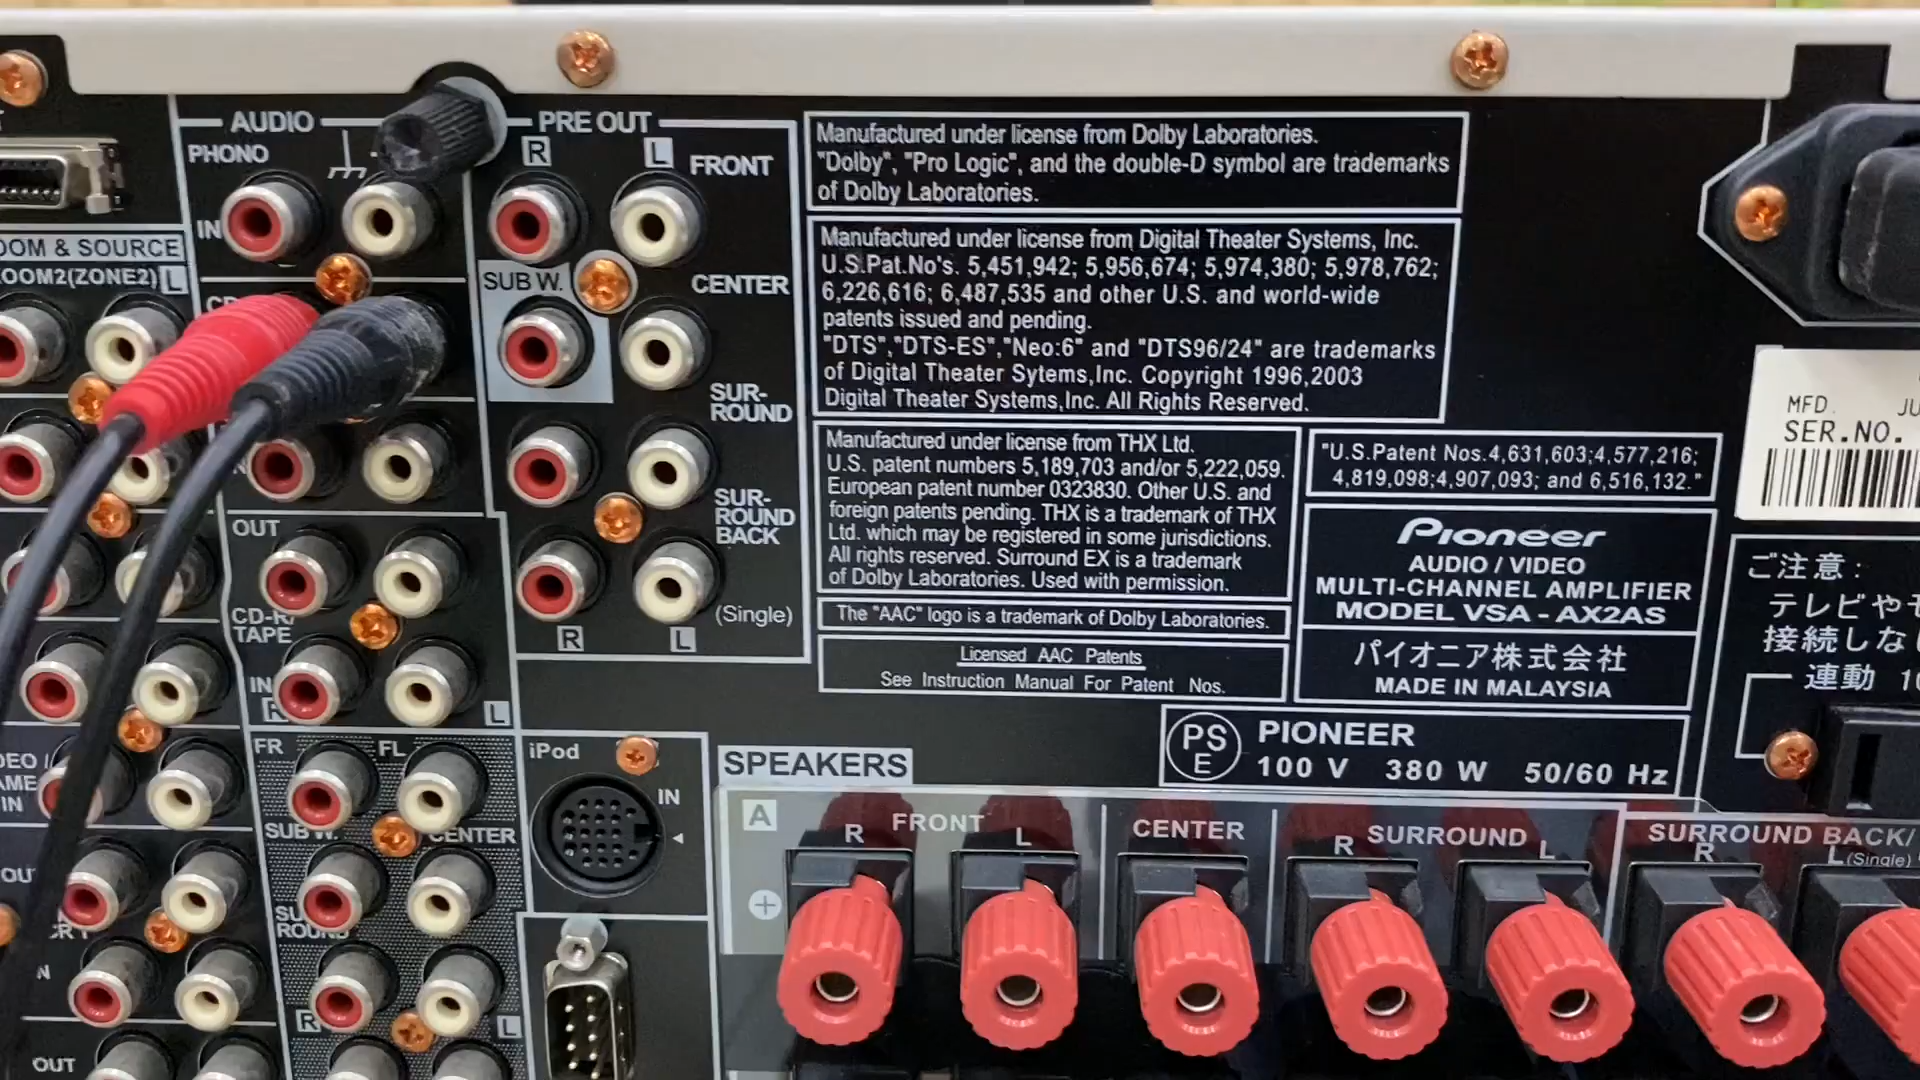 AUDIO
PHONO
IN
OOM & SOURCE
ROOM2(ZONE2) L
OUT
CD-R/
TAPE
IN
R
L
FR
FL
SUB W.
CENTER
SUR
ROUND
R
L
IN
OUT
PRE OUT
R
L
FRONT
SUB W.
CENTER
SUR-
ROUND
SUR-
ROUND
BACK
(Single)
R
L
iPod
IN
Manufactured under license from Dolby Laboratories.
"Dolby", "Pro Logic", and the double-D symbol are trademarks
of Dolby Laboratories.
Manufactured under license from Digital Theater Systems, Inc.
U.S.Pat.No's. 5,451,942; 5,956,674; 5,974,380; 5,978,762;
6,226,616; 6,487,535 and other U.S. and world-wide
patents issued and pending.
"DTS","DTS-ES","Neo:6" and "DTS96/24" are trademarks
of Digital Theater Sytems,Inc. Copyright 1996,2003
Digital Theater Systems,Inc. All Rights Reserved.
Manufactured under license from THX Ltd.
U.S. patent numbers 5,189,703 and/or 5,222,059.
European patent number 0323830. Other U.S. and
foreign patents pending. THX is a trademark of THX
Ltd. which may be registered in some jurisdictions.
All rights reserved. Surround EX is a trademark
of Dolby Laboratories. Used with permission.
The "AAC" logo is a trademark of Dolby Laboratories.
Licensed AAC Patents
See Instruction Manual For Patent Nos.
"U.S.Patent Nos.4,631,603;4,577,216;
4,819,098;4,907,093; and 6,516,132."
Pioneer
AUDIO / VIDEO
MULTI-CHANNEL AMPLIFIER
MODEL VSA - AX2AS
パイオニア株式会社
MADE IN MALAYSIA
PS
E
PIONEER
100 V 380 W 50/60 Hz
MFD. JU
SER.NO.
ご注意:
テレビやモ
接続しな
連動 10
SPEAKERS
A
R FRONT L
CENTER
R SURROUND L
SURROUND BACK/
R L (Single)